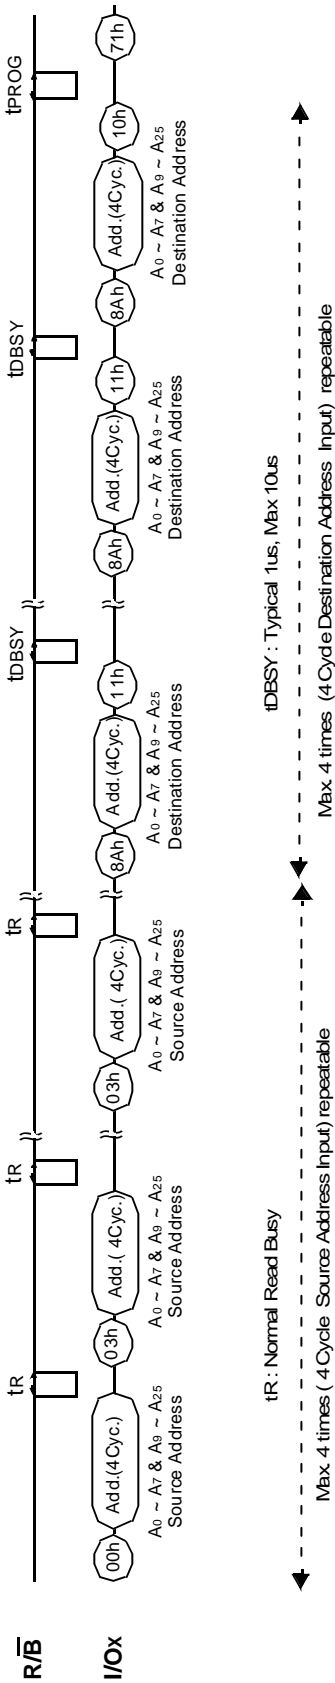 tR tR tR tDBSY tDBSY tPROG
R/B
I/Ox 00h Add.(4Cyc.) 03h Add.( 4Cyc.) 03h Add.( 4Cyc.) 8Ah Add.(4Cyc.) 11h 8Ah Add.(4Cyc.) 11h 8Ah Add.(4Cyc.) 10h 71h
A0 ~ A7 & A9 ~ A25 A0 ~ A7 & A9 ~ A25 A0 ~ A7 & A9 ~ A25 A0 ~ A7 & A9 ~ A25 A0 ~ A7 & A9 ~ A25 A0 ~ A7 & A9 ~ A25
Source Address Source Address Source Address Destination Address Destination Address Destination Address
tR : Normal Read Busy tDBSY : Typical 1us, Max 10us
Max. 4 times ( 4 Cycle Source Address Input) repeatable Max. 4 times (4 Cycle Destination Address Input) repeatable